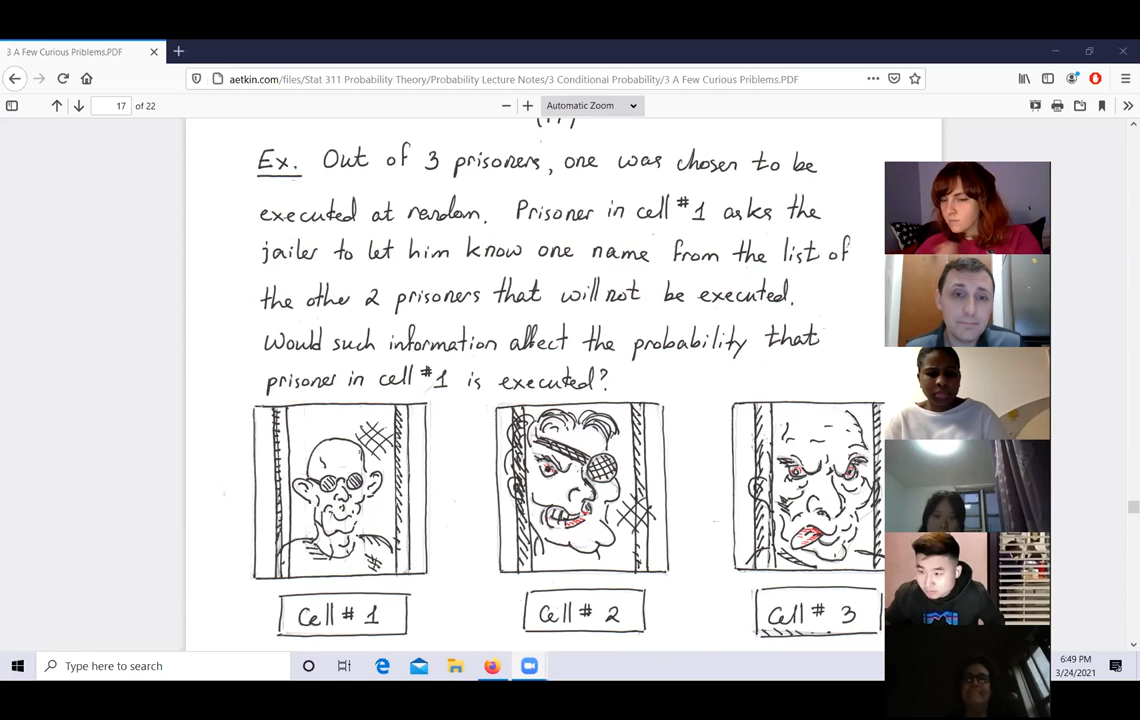 3 A Few Curious Priblems.PDF
aetkin.com/files/Stat 311 Probability Theory/Probability Lecture Notes/3 Conditional Probability/3 A Few Curious Priblems.PDF
17 of 22
Automatic Zoom
(17)
Ex. Out of 3 prisoners, one was chosen to be
executed at random. Prisoner in cell #1 asks the
jailer to let him know one name from the list of
the other 2 prisoners that will not be executed.
Would such information affect the probability that
prisoner in cell #1 is executed?
Cell # 1
Cell # 2
Cell # 3
Type here to search
6:49 PM
3/24/2021